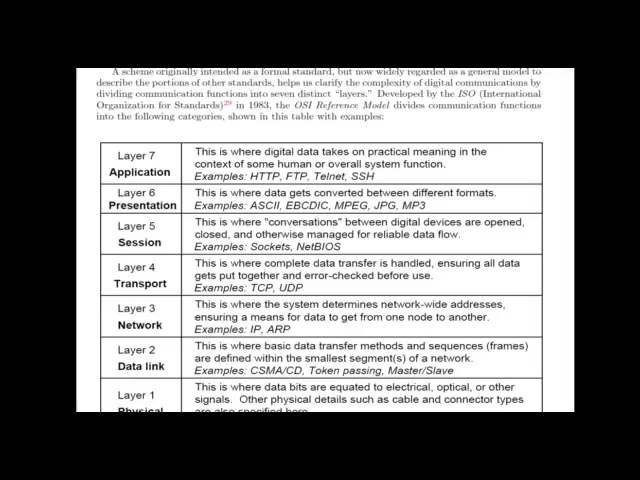 A scheme originally intended as a formal standard, but now widely regarded as a general model to
describe the portions of other standards, helps us clarify the complexity of digital communications by
dividing communication functions into seven distinct “layers.” Developed by the ISO (International
Organization for Standards)29 in 1983, the OSI Reference Model divides communication functions
into the following categories, shown in this table with examples:
Layer 7
Application
This is where digital data takes on practical meaning in the
context of some human or overall system function.
Examples: HTTP, FTP, Telnet, SSH
Layer 6
Presentation
This is where data gets converted between different formats.
Examples: ASCII, EBCDIC, MPEG, JPG, MP3
Layer 5
Session
This is where "conversations" between digital devices are opened,
closed, and otherwise managed for reliable data flow.
Examples: Sockets, NetBIOS
Layer 4
Transport
This is where complete data transfer is handled, ensuring all data
gets put together and error-checked before use.
Examples: TCP, UDP
Layer 3
Network
This is where the system determines network-wide addresses,
ensuring a means for data to get from one node to another.
Examples: IP, ARP
Layer 2
Data link
This is where basic data transfer methods and sequences (frames)
are defined within the smallest segment(s) of a network.
Examples: CSMA/CD, Token passing, Master/Slave
Layer 1
Physical
This is where data bits are equated to electrical, optical, or other
signals. Other physical details such as cable and connector types
are also specified here.